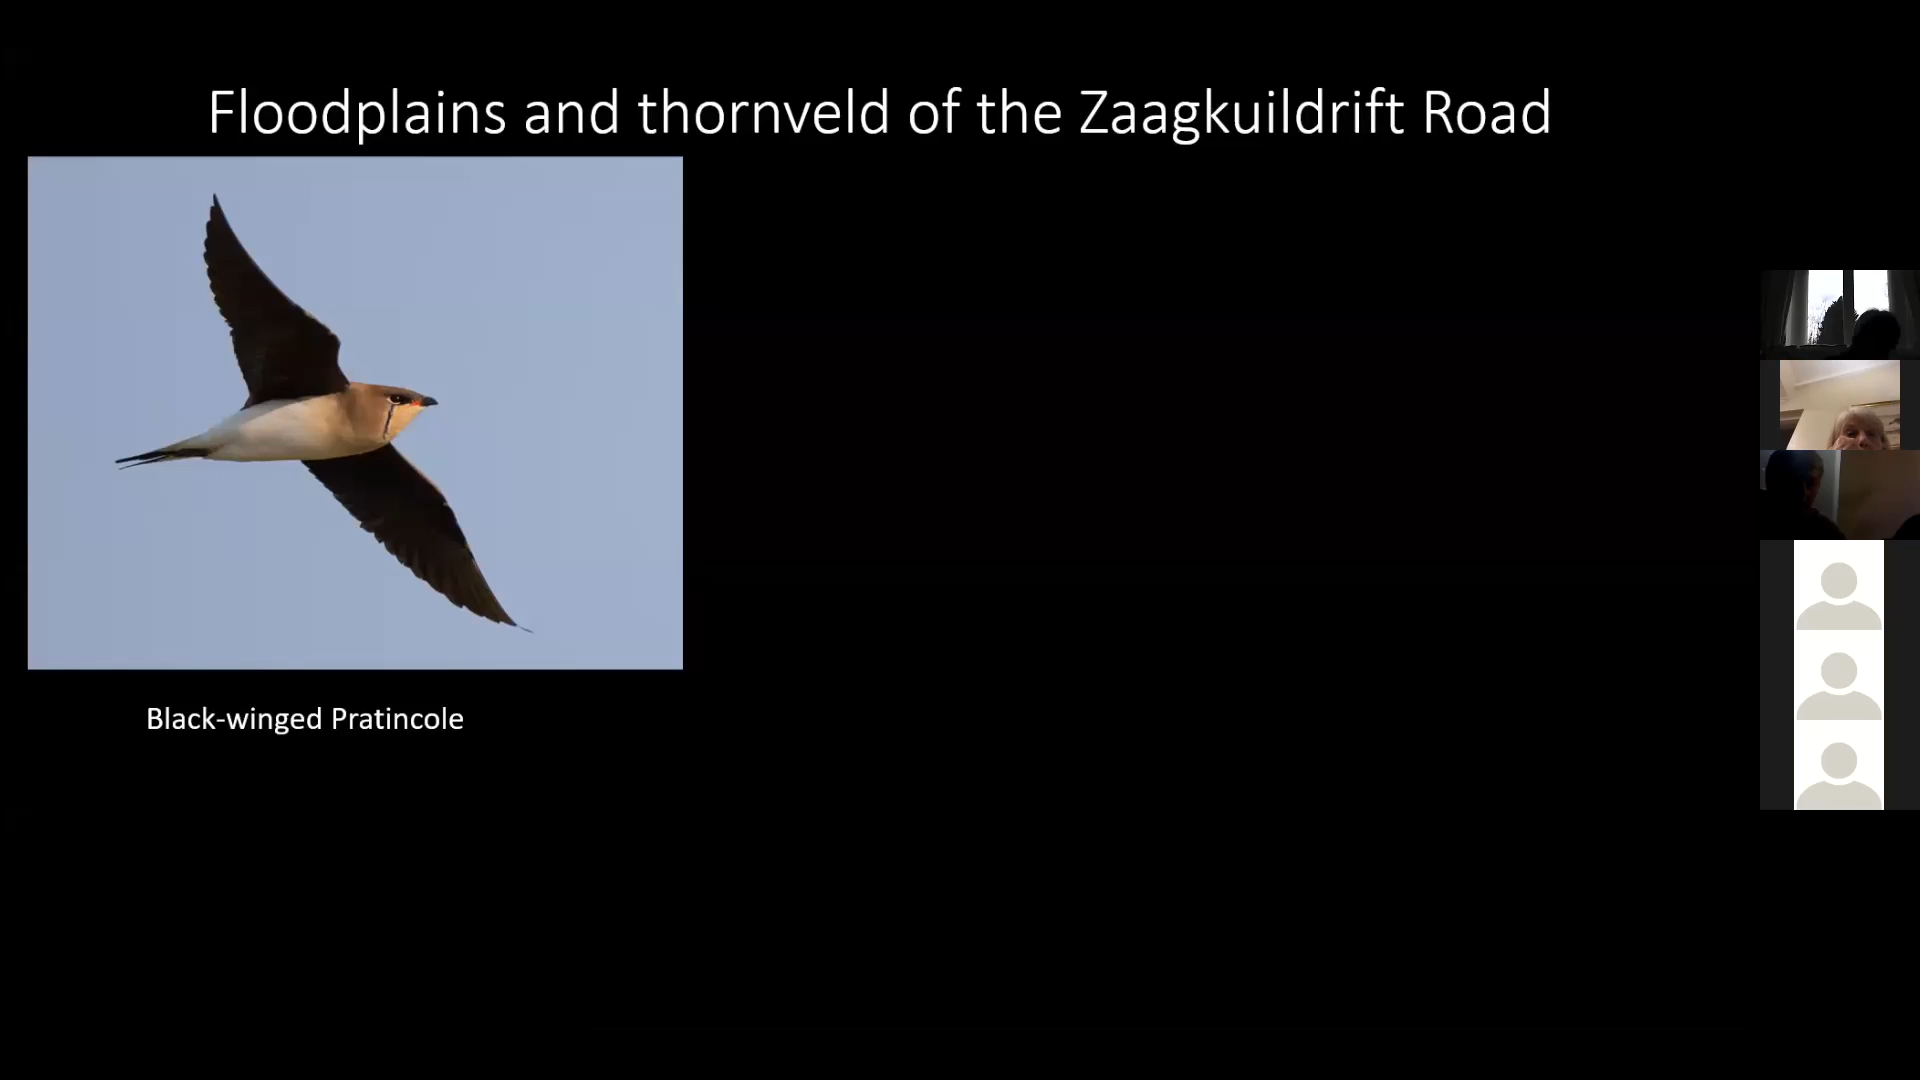 Floodplains and thornveld of the Zaagkuildrift Road
Black-winged Pratincole